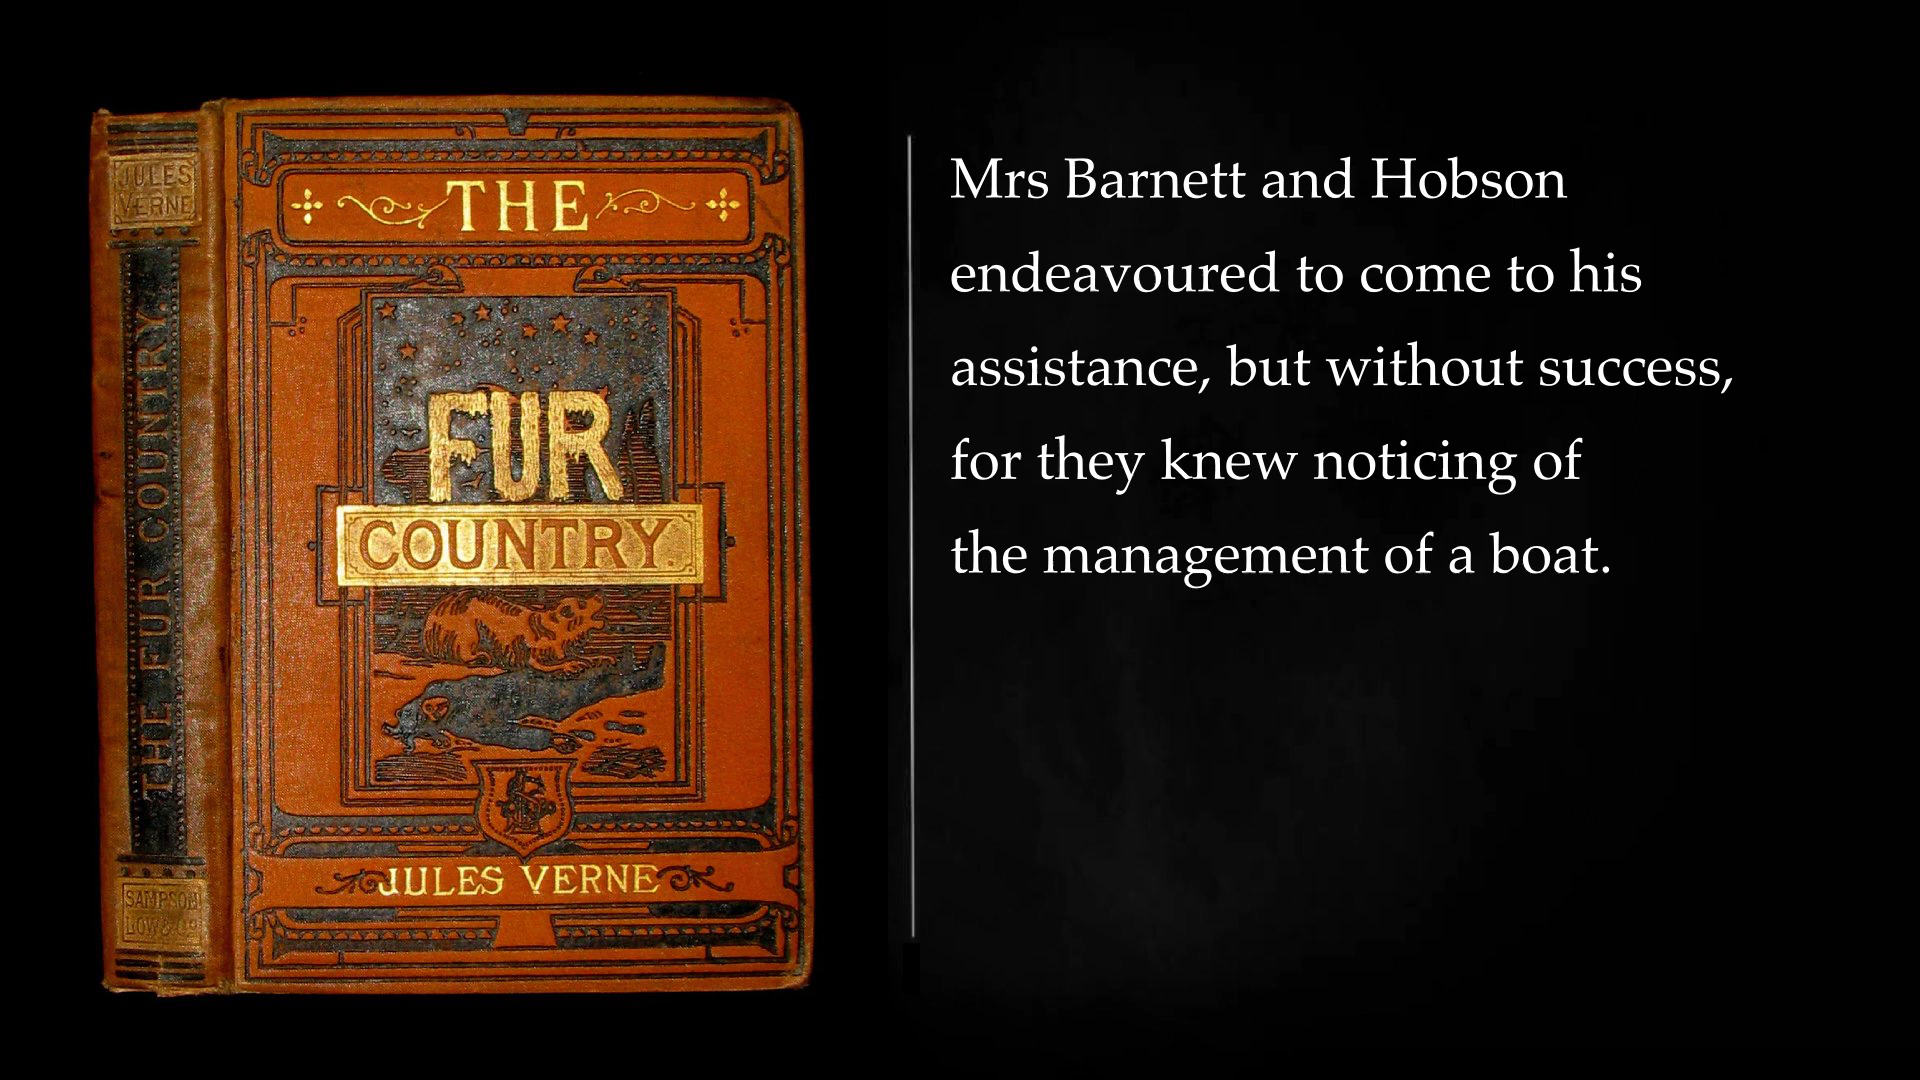 JULES
VERNE
THE FUR COUNTRY.
SAMPSON
LOW & Co
THE
FUR
COUNTRY.
JULES VERNE
Mrs Barnett and Hobson
endeavoured to come to his
assistance, but without success,
for they knew noticing of
the management of a boat.